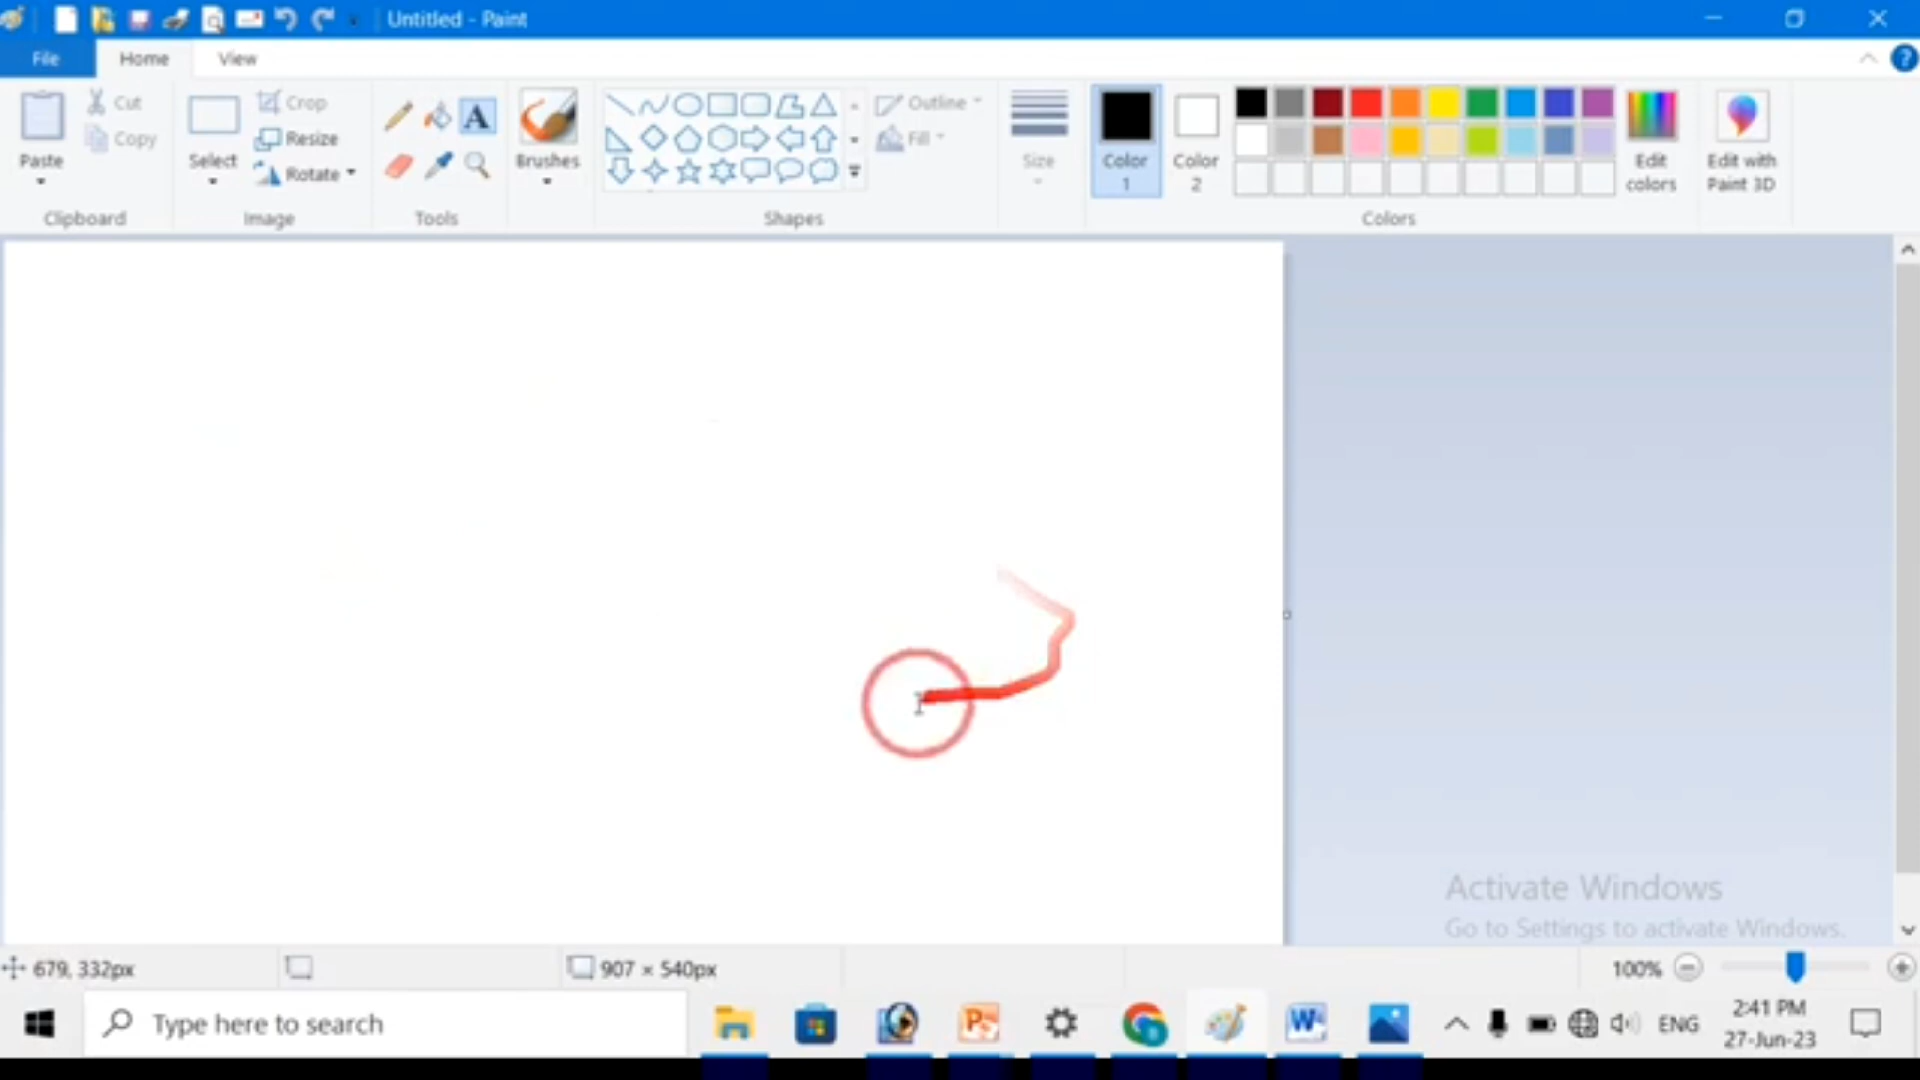 Untitled - Paint
File Home View
Paste
Cut
Copy
Clipboard
Select
Crop
Resize
Rotate
Image
A
Tools
Brushes
Shapes
Outline
Fill
Size
Color 1
Color 2
Colors
Edit colors
Edit with Paint 3D
Activate Windows
Go to Settings to activate Windows.
679, 332px
907 × 540px
100%
Type here to search
ENG
2:41 PM
27-Jun-23